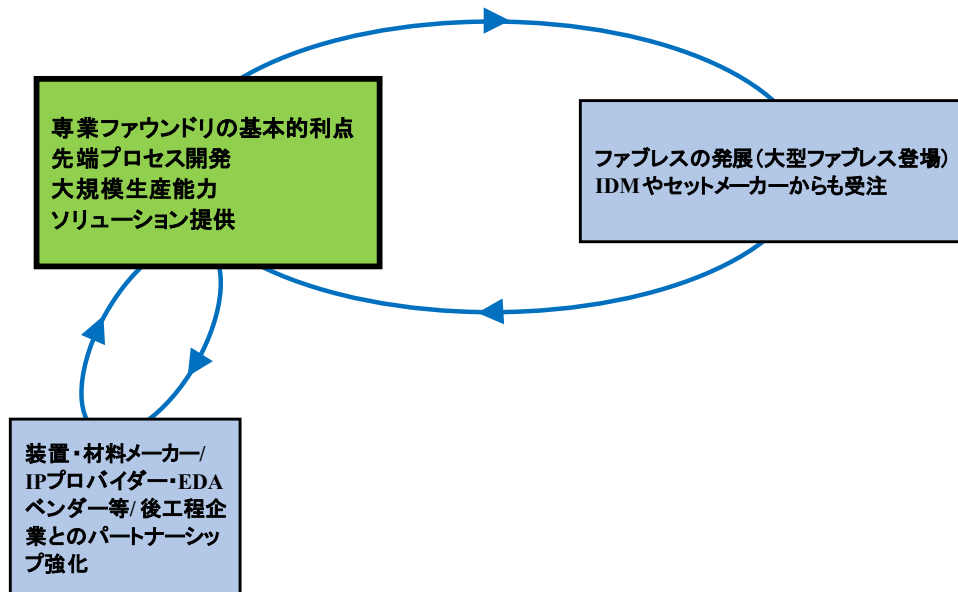 専業ファウンドリの基本的利点
先端プロセス開発
大規模生産能力
ソリューション提供
ファブレスの発展（大型ファブレス登場）
IDMやセットメーカーからも受注
装置・材料メーカー/
IPプロバイダー・EDA
ベンダー等/後工程企
業とのパートナーシッ
プ強化